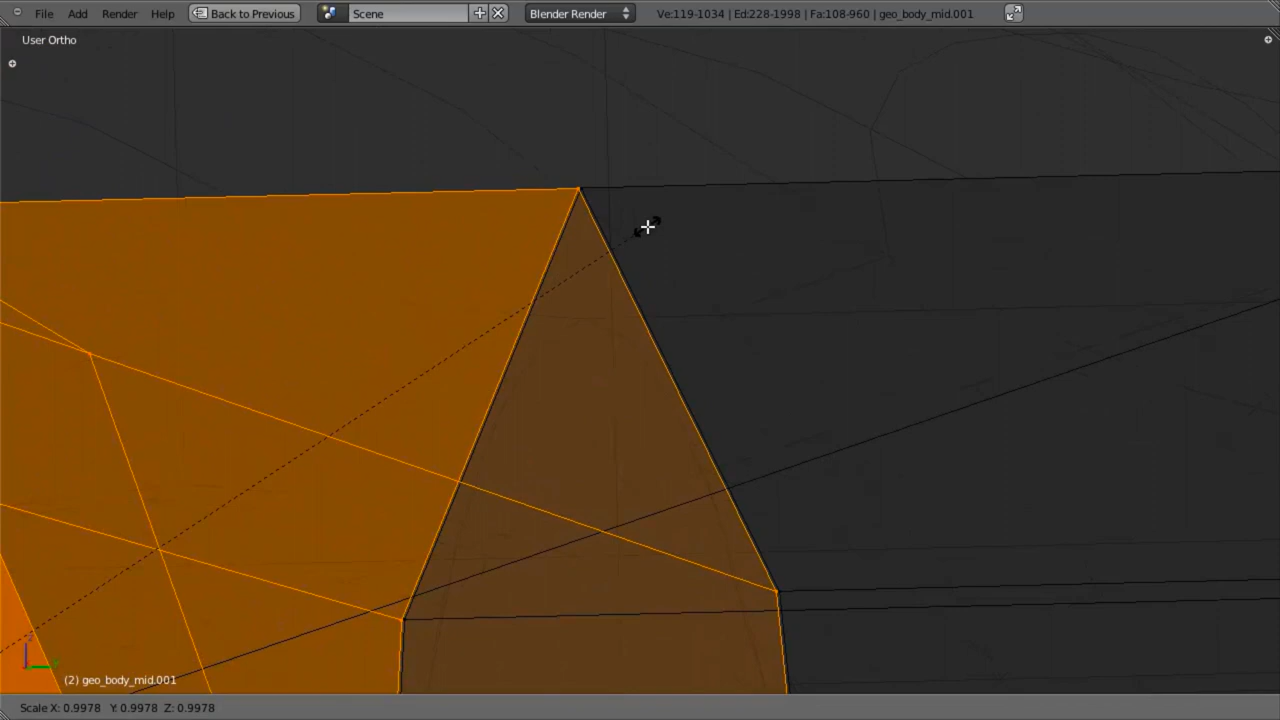 File Add Render Help Back to Previous Scene Blender Render Ve:119-1034 | Ed:228-1998 | Fa:108-960 | geo_body_mid.001
User Ortho
(2) geo_body_mid.001
Scale X: 0.9978 Y: 0.9978 Z: 0.9978